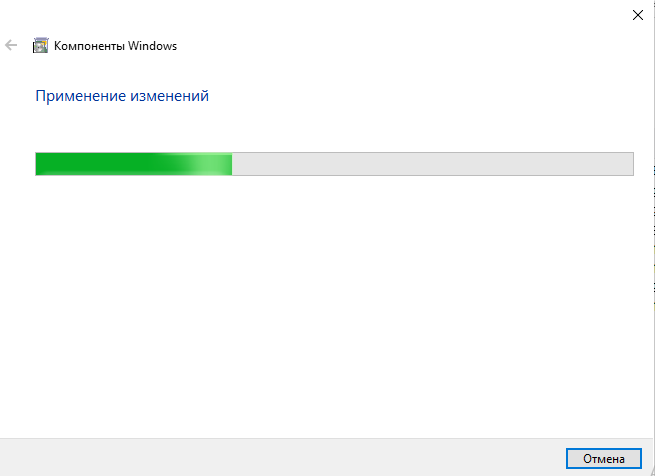 Компоненты Windows
Применение изменений
Отмена